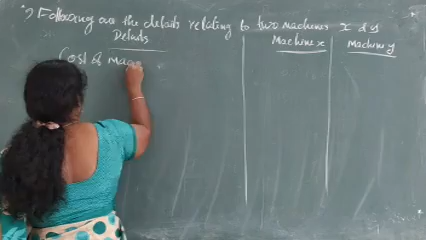 Following are the details relating to two machines x & y
Details Machine x Machine y
Cost of mac